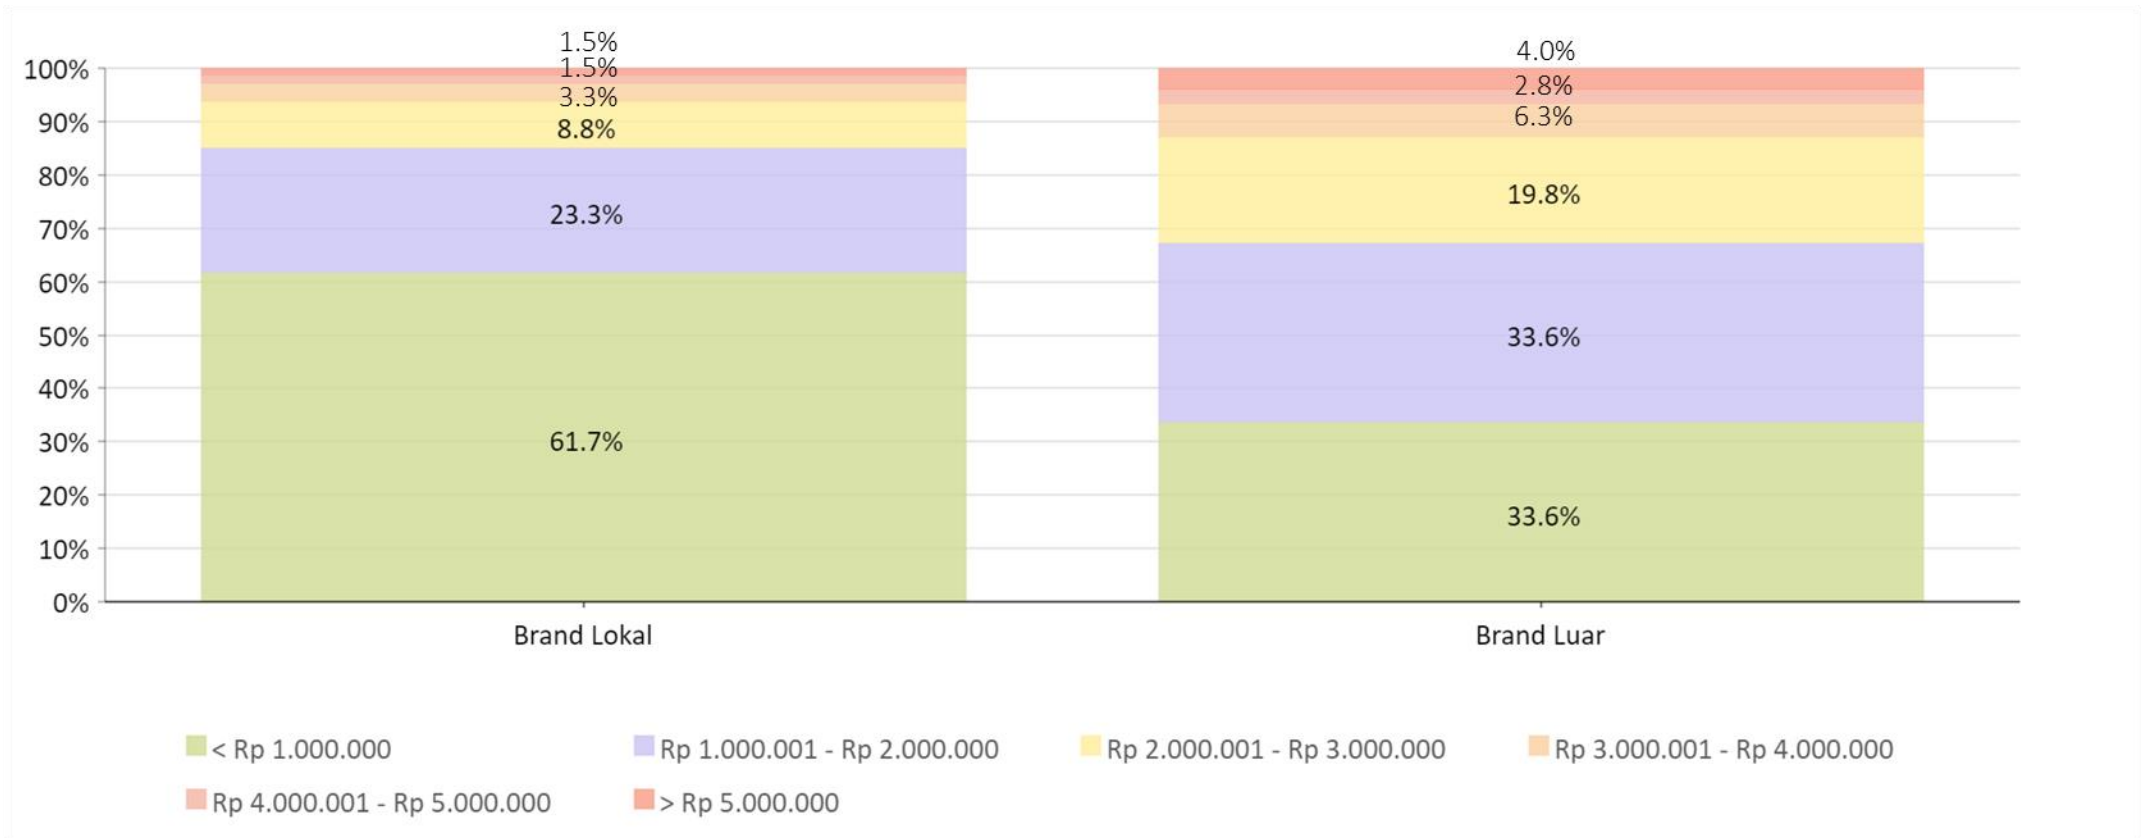 1.5%
4.0%
100%
1.5%
2.8%
3.3%
6.3%
90%
8.8%
80%
19.8%
23.3%
70%
60%
50%
33.6%
40%
30%
61.7%
20%
33.6%
10%
0%
Brand Lokal
Brand Luar
< Rp 1.000.000
Rp 1.000.001 - Rp 2.000.000
Rp 2.000.001 - Rp 3.000.000
Rp 3.000.001 - Rp 4.000.000
Rp 4.000.001 - Rp 5.000.000
> Rp 5.000.000